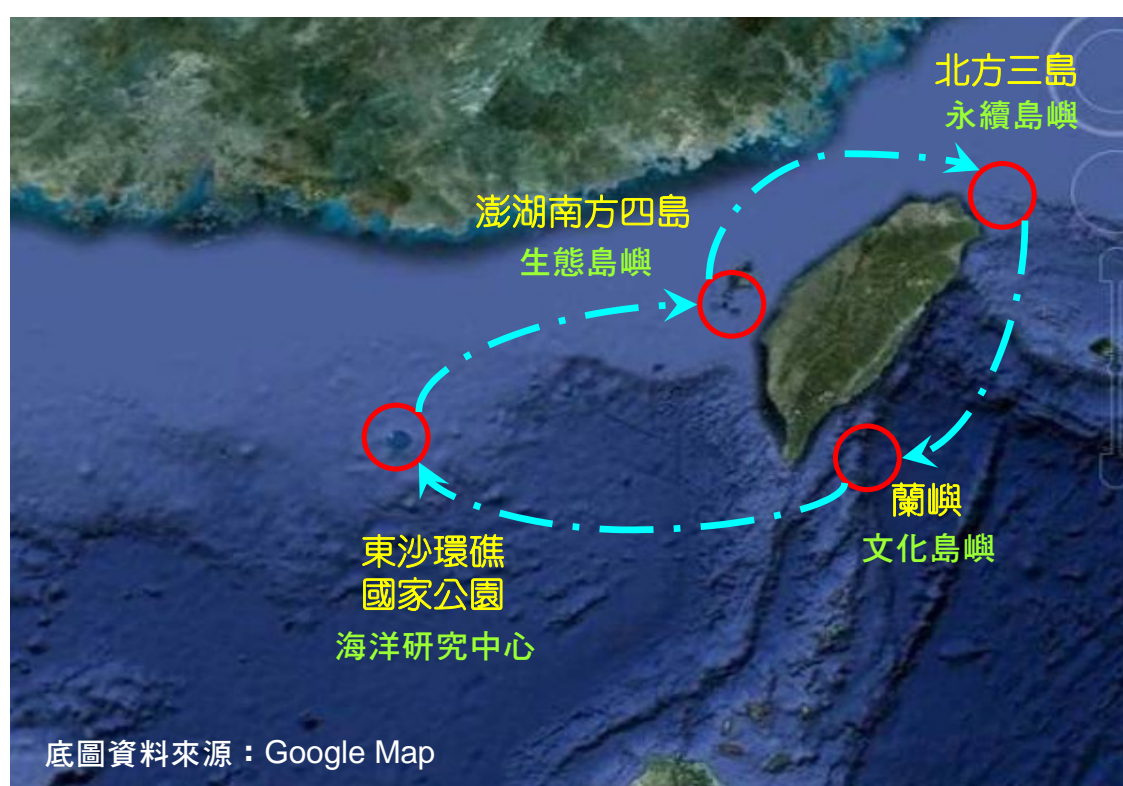 北方三島
永續島嶼
澎湖南方四島
生態島嶼
蘭嶼
文化島嶼
東沙環礁
國家公園
海洋研究中心
底圖資料來源：Google Map